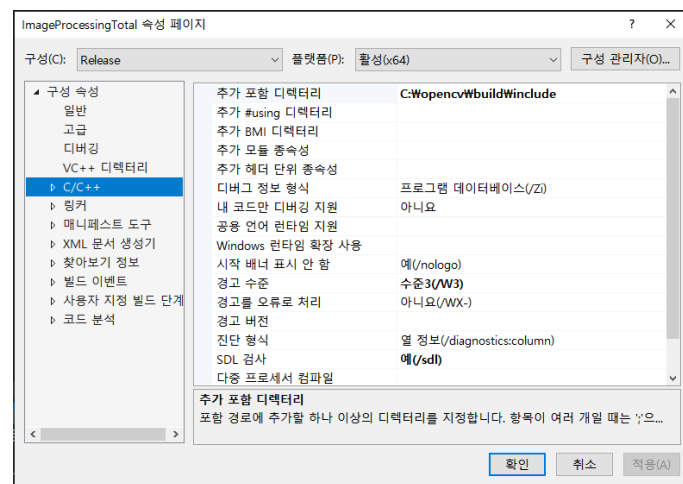 ImageProcessingTotal 속성 페이지 ? ×
구성(C): Release 플랫폼(P): 활성(x64) 구성 관리자(O)...
구성 속성
일반
고급
디버깅
VC++ 디렉터리
C/C++
링커
매니페스트 도구
XML 문서 생성기
찾아보기 정보
빌드 이벤트
사용자 지정 빌드 단계
코드 분석
추가 포함 디렉터리 C:₩opencv₩build₩include
추가 #using 디렉터리
추가 BMI 디렉터리
추가 모듈 종속성
추가 헤더 단위 종속성
디버그 정보 형식 프로그램 데이터베이스(/Zi)
내 코드만 디버깅 지원 아니요
공용 언어 런타임 지원
Windows 런타임 확장 사용
시작 배너 표시 안 함 예(/nologo)
경고 수준 수준3(/W3)
경고를 오류로 처리 아니요(/WX-)
경고 버전
진단 형식 열 정보(/diagnostics:column)
SDL 검사 예(/sdl)
다중 프로세서 컴파일
추가 포함 디렉터리
포함 경로에 추가할 하나 이상의 디렉터리를 지정합니다. 항목이 여러 개일 때는 ';'으...
확인 취소 적용(A)